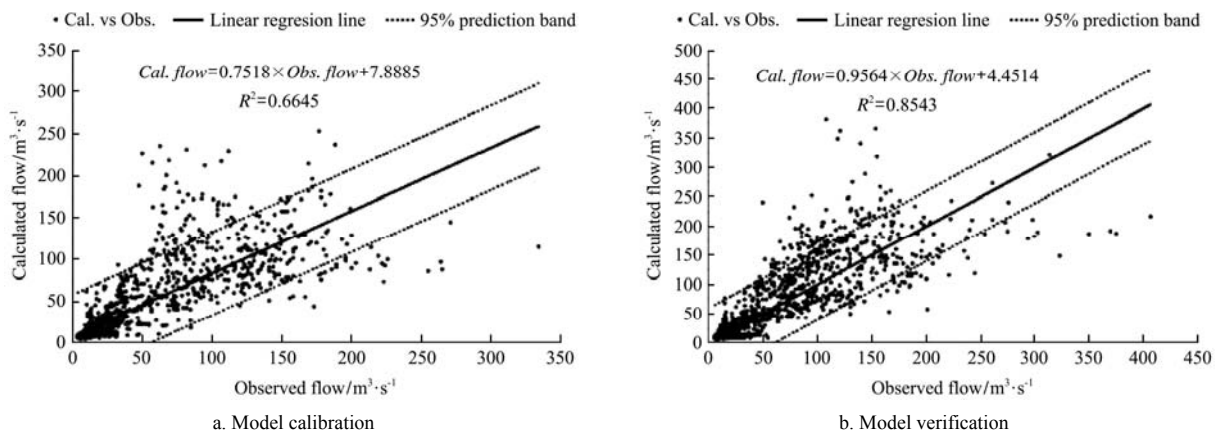 Cal. vs Obs. Linear regresion line 95% prediction band
350
300
250
200
150
100
50
0
Calculated flow/m³·s⁻¹
Cal. flow=0.7518×Obs. flow+7.8885
R²=0.6645
0 50 100 150 200 250 300 350
Observed flow/m³·s⁻¹
a. Model calibration
Cal. vs Obs. Linear regresion line 95% prediction band
500
450
400
350
300
250
200
150
100
50
0
Calculated flow/m³·s⁻¹
Cal. flow=0.9564×Obs. flow+4.4514
R²=0.8543
0 50 100 150 200 250 300 350 400 450
Observed flow/m³·s⁻¹
b. Model verification